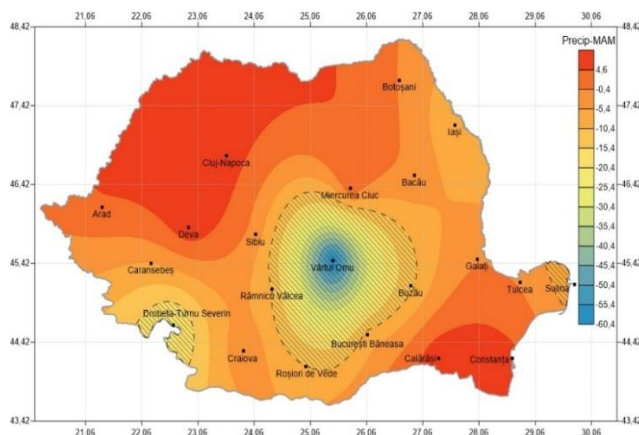 21.06 22.06 23.06 24.06 25.06 26.06 27.06 28.06 29.06 30.06
48.42 48.42
Precip-MAM
4,6
Botoșani
-0,4
47.42 47.42
-5,4
Iași
-10,4
-15,4
Cluj-Napoca
-20,4
Bacău
46.42 46.42
Miercurea Ciuc
-25,4
-30,4
Arad
-35,4
Deva
Sibiu
-40,4
-45,4
45.42 45.42
Caransebeș
Vârful Omu
Galați
-50,4
Tulcea
Sulina
Râmnicu Vâlcea
Buzău
-55,4
Drobeta-Turnu Severin
-60,4
44.42 44.42
București Băneasa
Craiova
Călărăși
Constanța
Roșiori de Vede
43.42 43.42
21.06 22.06 23.06 24.06 25.06 26.06 27.06 28.06 29.06 30.06